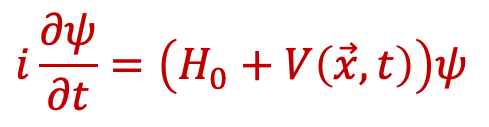 i ∂ψ/∂t = (H₀ + V(x⃗, t))ψ